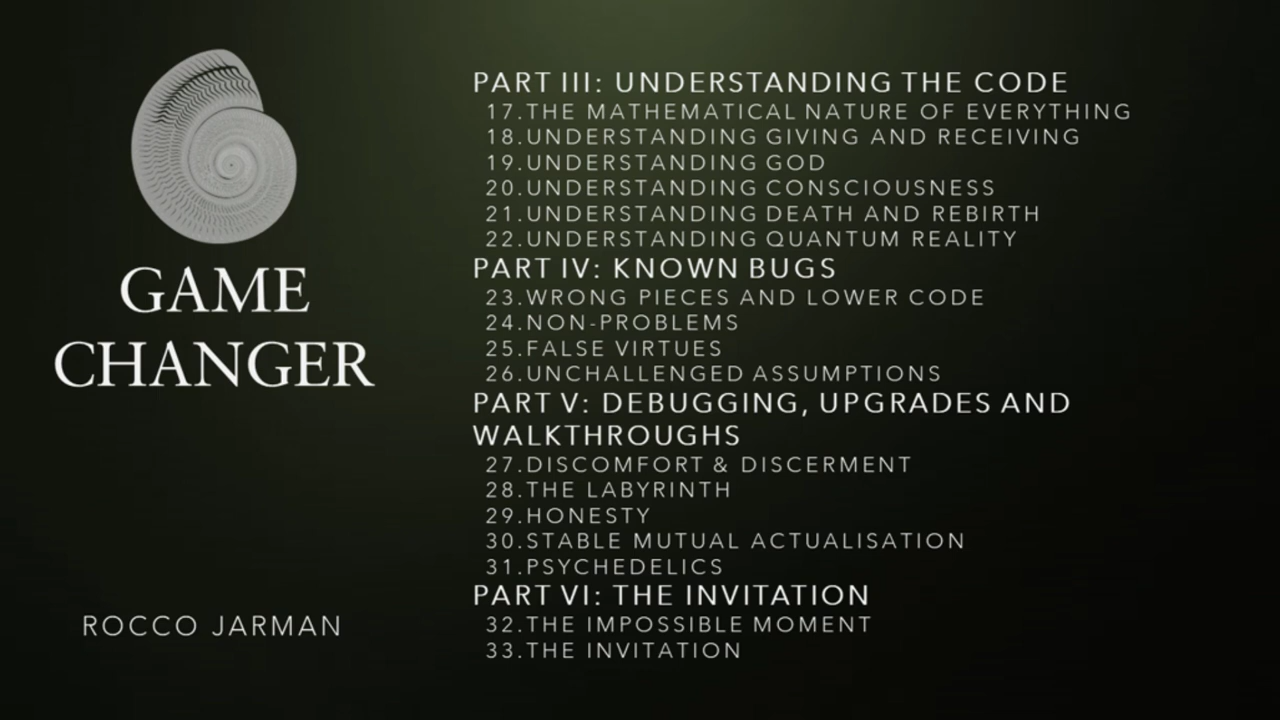 GAME
CHANGER
ROCCO JARMAN
PART III: UNDERSTANDING THE CODE
17.THE MATHEMATICAL NATURE OF EVERYTHING
18.UNDERSTANDING GIVING AND RECEIVING
19.UNDERSTANDING GOD
20.UNDERSTANDING CONSCIOUSNESS
21.UNDERSTANDING DEATH AND REBIRTH
22.UNDERSTANDING QUANTUM REALITY
PART IV: KNOWN BUGS
23.WRONG PIECES AND LOWER CODE
24.NON-PROBLEMS
25.FALSE VIRTUES
26.UNCHALLENGED ASSUMPTIONS
PART V: DEBUGGING, UPGRADES AND
WALKTHROUGHS
27.DISCOMFORT & DISCERMENT
28.THE LABYRINTH
29.HONESTY
30.STABLE MUTUAL ACTUALISATION
31.PSYCHEDELICS
PART VI: THE INVITATION
32.THE IMPOSSIBLE MOMENT
33.THE INVITATION